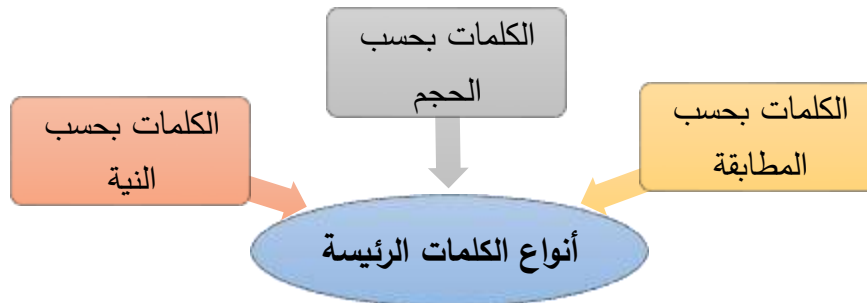 الكلمات بحسب
الحجم
الكلمات بحسب
المطابقة
الكلمات بحسب
النية
أنواع الكلمات الرئيسة